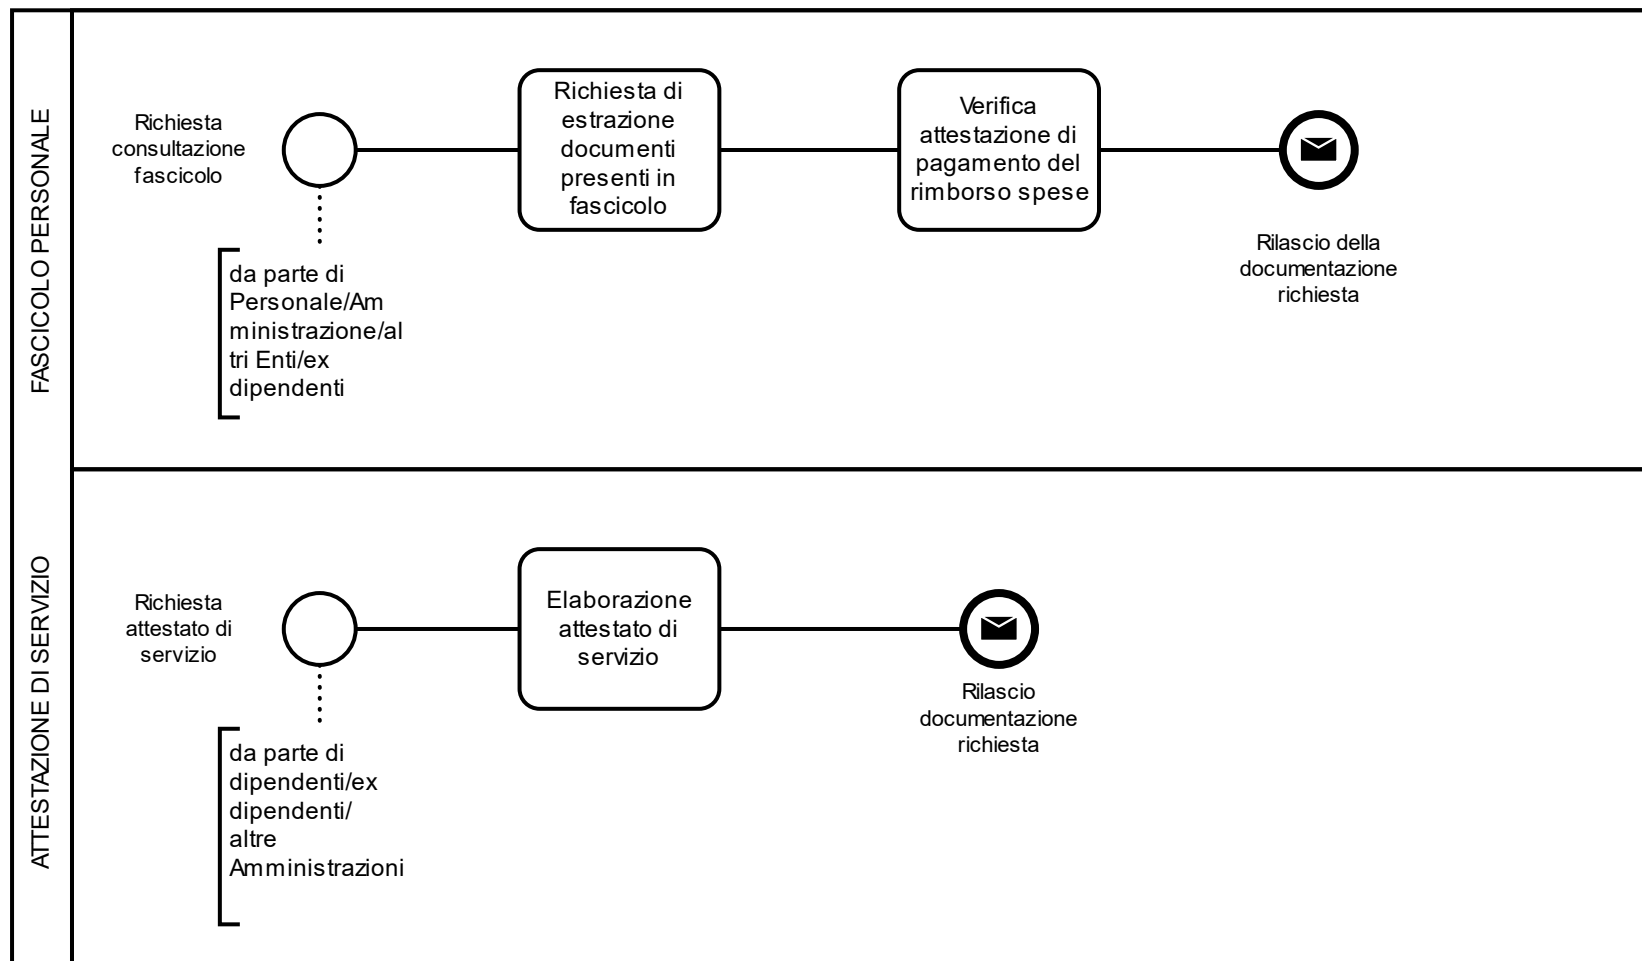 FASCICOLO PERSONALE
Richiesta
consultazione
fascicolo
da parte di
Personale/Am
ministrazione/al
tri Enti/ex
dipendenti
Richiesta di
estrazione
documenti
presenti in
fascicolo
Verifica
attestazione di
pagamento del
rimborso spese
Rilascio della
documentazione
richiesta
ATTESTAZIONE DI SERVIZIO
Richiesta
attestato di
servizio
da parte di
dipendenti/ex
dipendenti/
altre
Amministrazioni
Elaborazione
attestato di
servizio
Rilascio
documentazione
richiesta